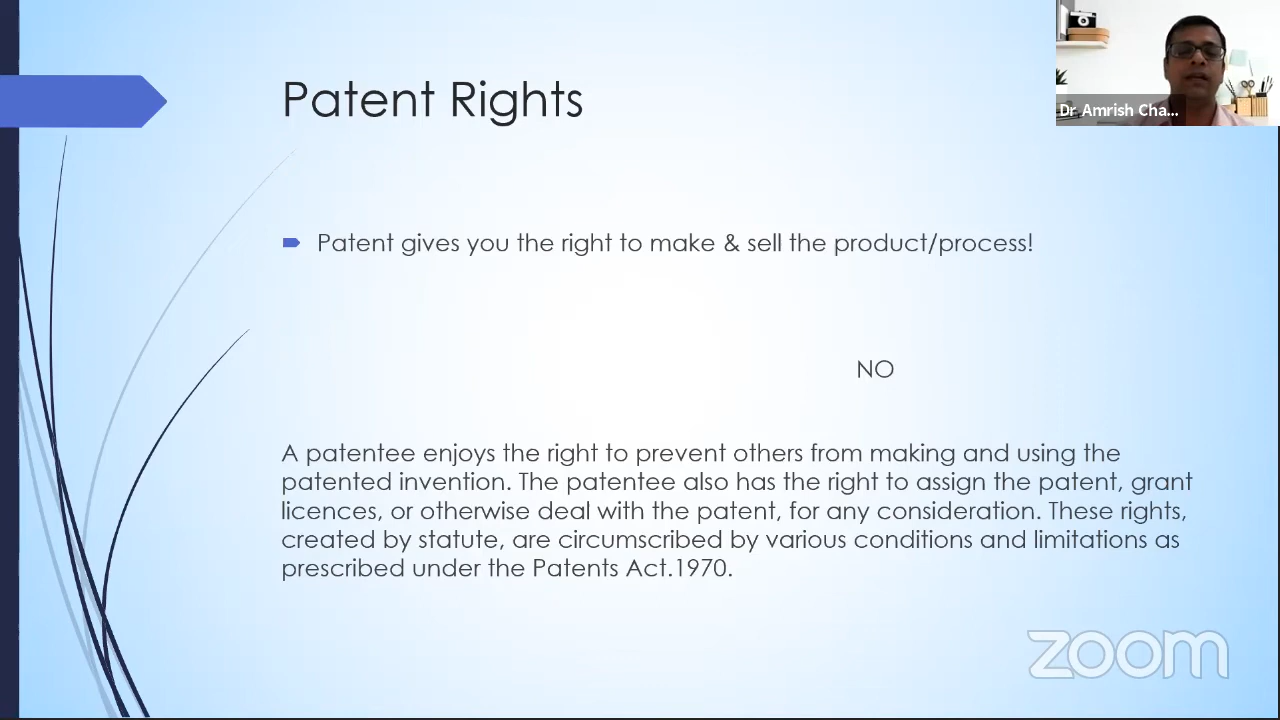 Patent Rights
Dr Amrish Cha...
Patent gives you the right to make & sell the product/process!
NO
A patentee enjoys the right to prevent others from making and using the
patented invention. The patentee also has the right to assign the patent, grant
licences, or otherwise deal with the patent, for any consideration. These rights,
created by statute, are circumscribed by various conditions and limitations as
prescribed under the Patents Act.1970.
zoom